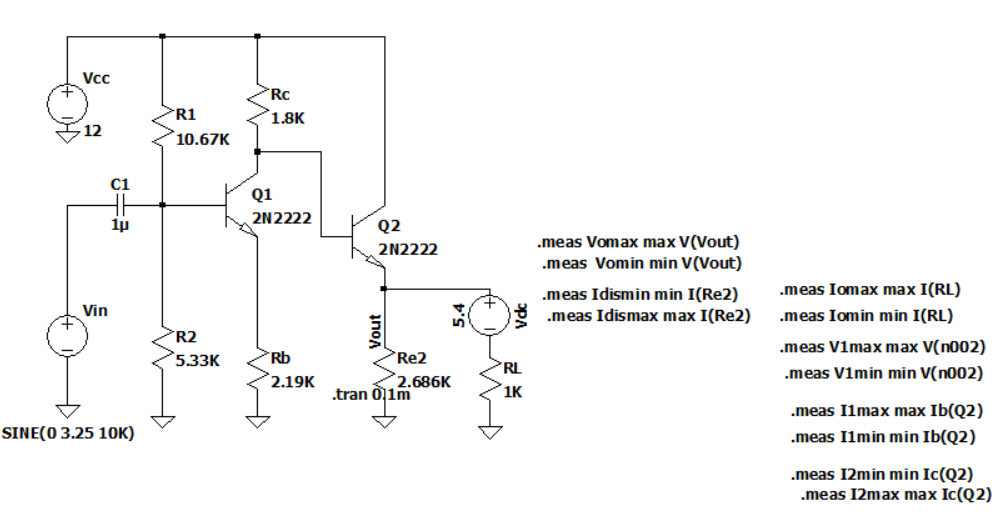 Vcc
12
R1
10.67K
Rc
1.8K
C1
1µ
Q1
2N2222
Q2
2N2222
Vin
SINE(0 3.25 10K)
R2
5.33K
Rb
2.19K
Vout
Re2
2.686K
.tran 0.1m
5.4
Vdc
RL
1K
.meas Vomax max V(Vout)
.meas Vomin min V(Vout)
.meas Idismin min I(Re2)
.meas Idismax max I(Re2)
.meas Iomax max I(RL)
.meas Iomin min I(RL)
.meas V1max max V(n002)
.meas V1min min V(n002)
.meas I1max max Ib(Q2)
.meas I1min min Ib(Q2)
.meas I2min min Ic(Q2)
.meas I2max max Ic(Q2)